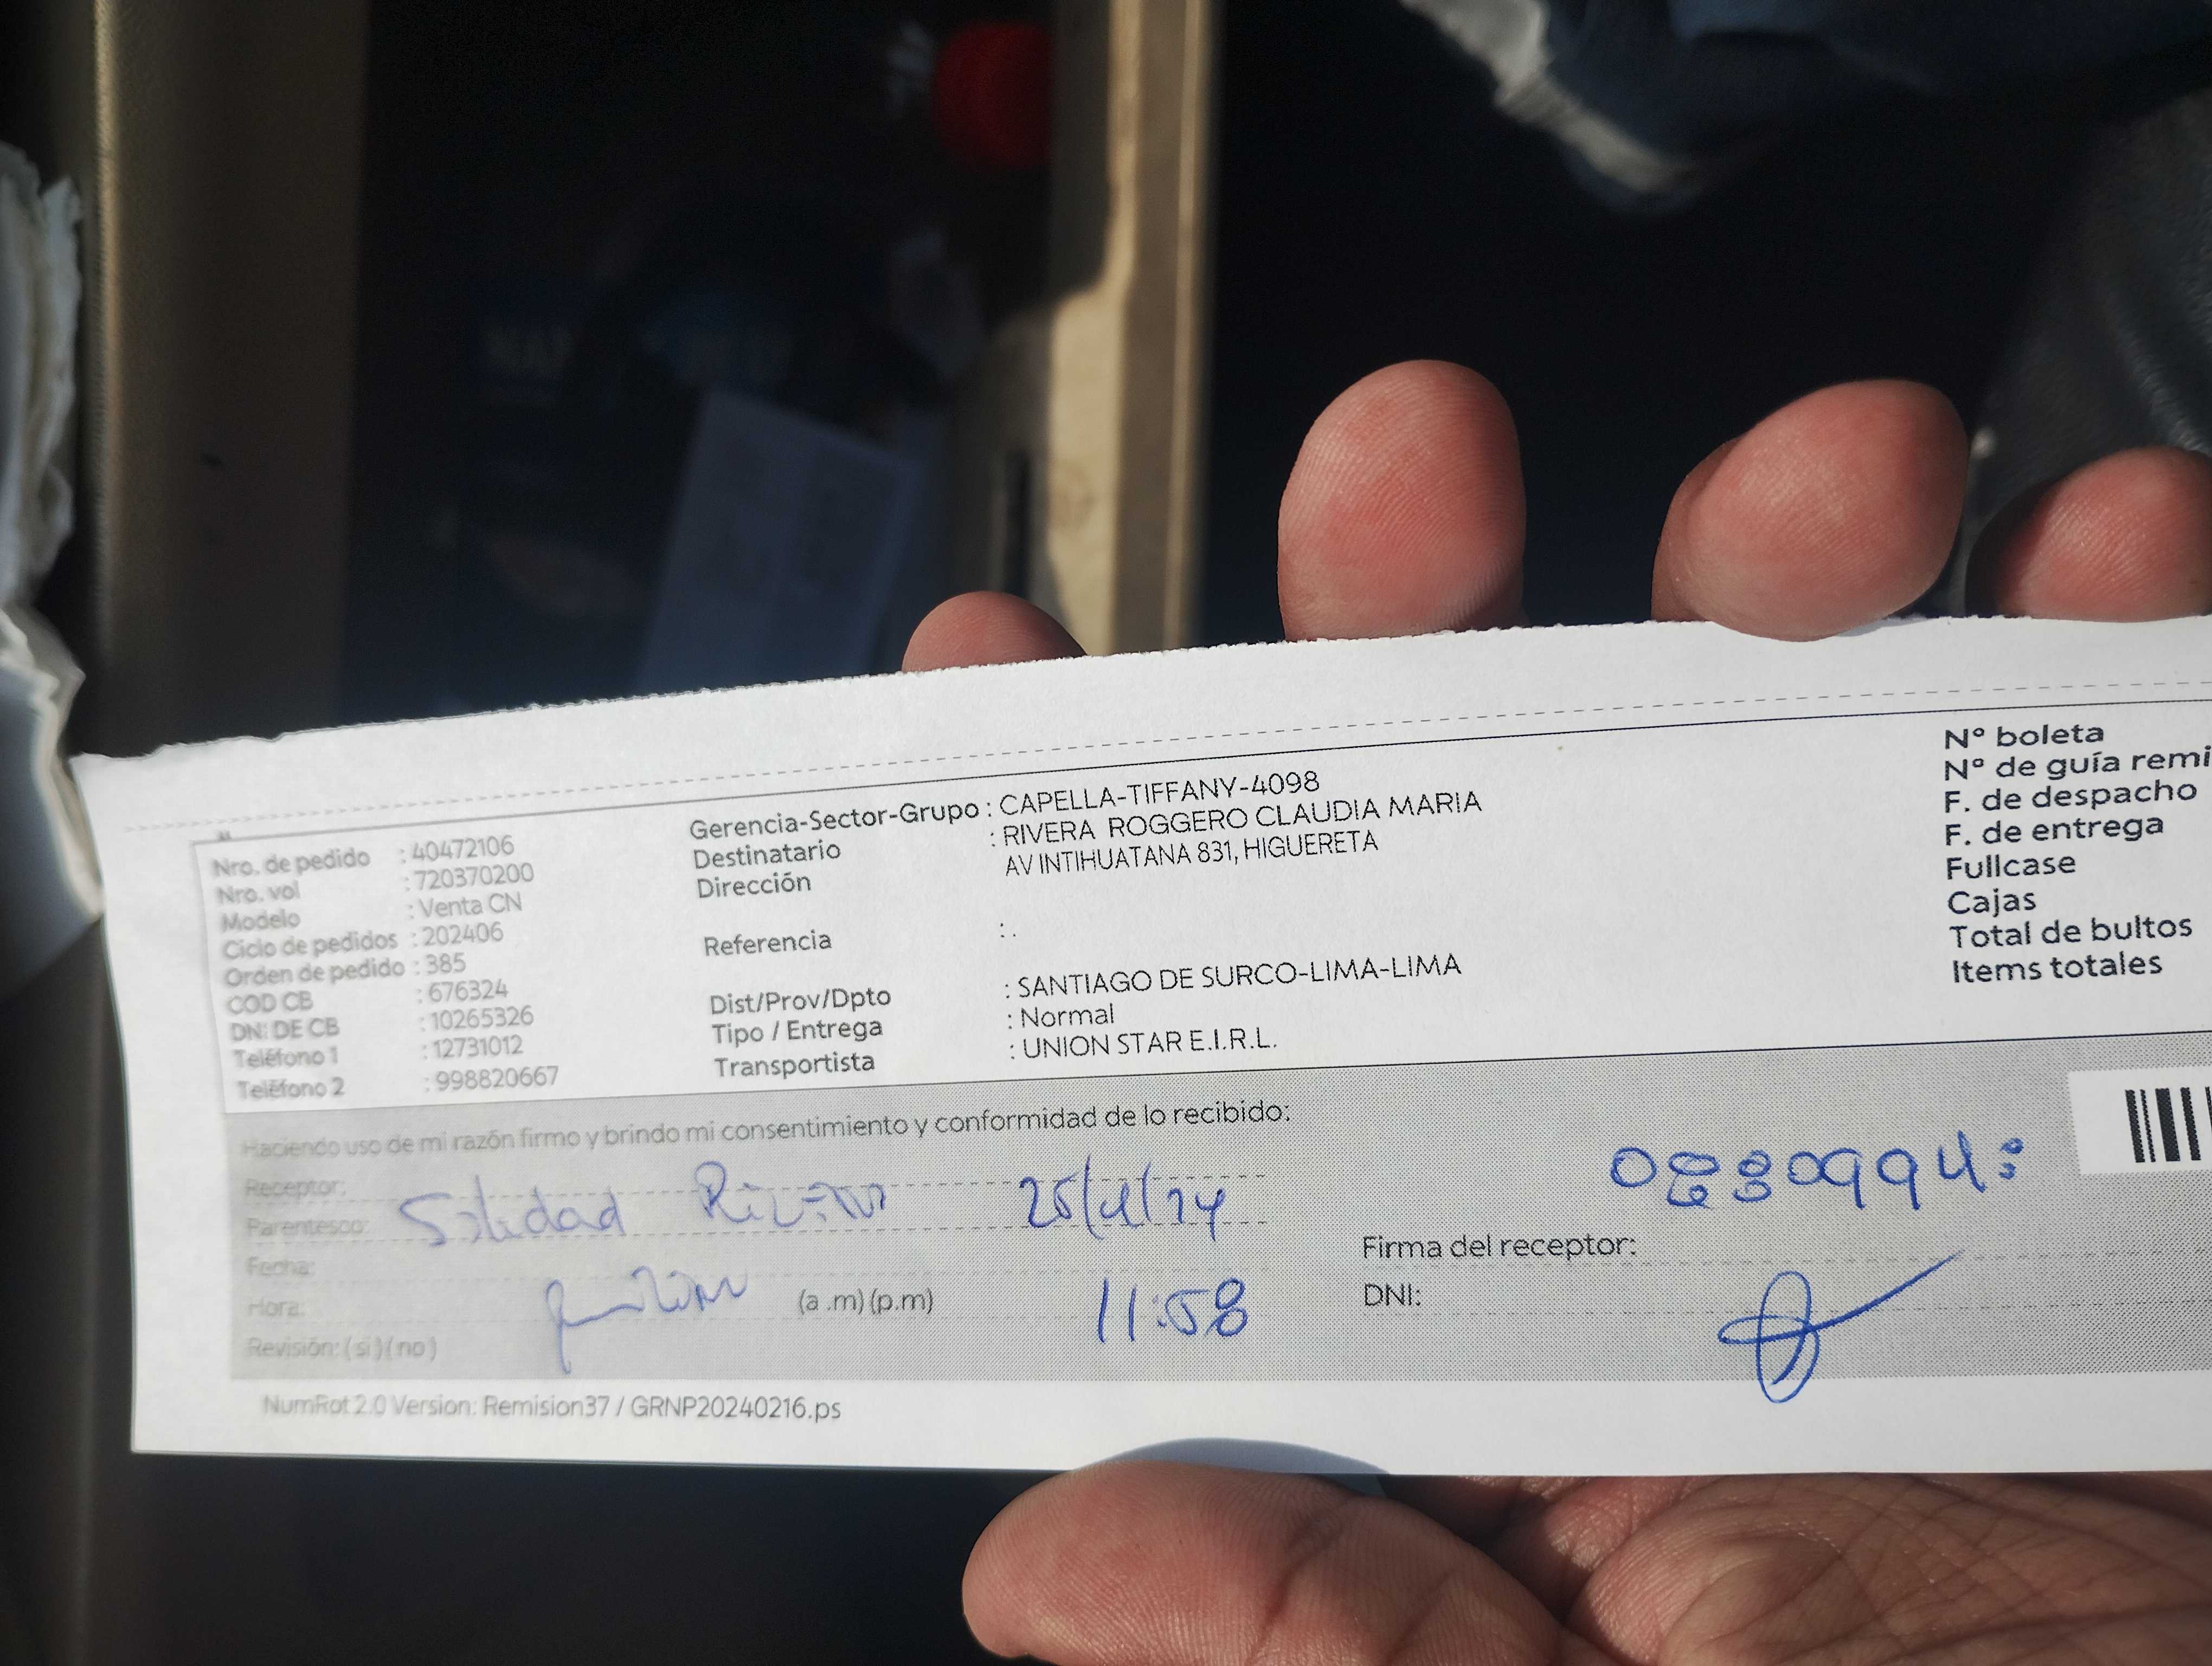 Nro. de pedido : 40472106
Nro. vol : 720370200
Modelo : Venta CN
Ciclo de pedidos : 202406
Orden de pedido : 385
COD CB : 676324
DNI DE CB : 10265326
Teléfono 1 : 12731012
Teléfono 2 : 998820667
Gerencia-Sector-Grupo : CAPELLA-TIFFANY-4098
Destinatario : RIVERA ROGGERO CLAUDIA MARIA
Dirección AV INTIHUATANA 831, HIGUERETA
Referencia : .
Dist/Prov/Dpto : SANTIAGO DE SURCO-LIMA-LIMA
Tipo / Entrega : Normal
Transportista : UNION STAR E.I.R.L.
N° boleta
N° de guía remi
F. de despacho
F. de entrega
Fullcase
Cajas
Total de bultos
Items totales
Haciendo uso de mi razón firmo y brindo mi consentimiento y conformidad de lo recibido:
Receptor:
Parentesco: Soledad Rivera
Fecha:
Hora: (a .m) (p.m) 11:58
Revisión: (si) (no)
Firma del receptor:
DNI:
NumRot 2.0 Version: Remision37 / GRNP20240216.ps